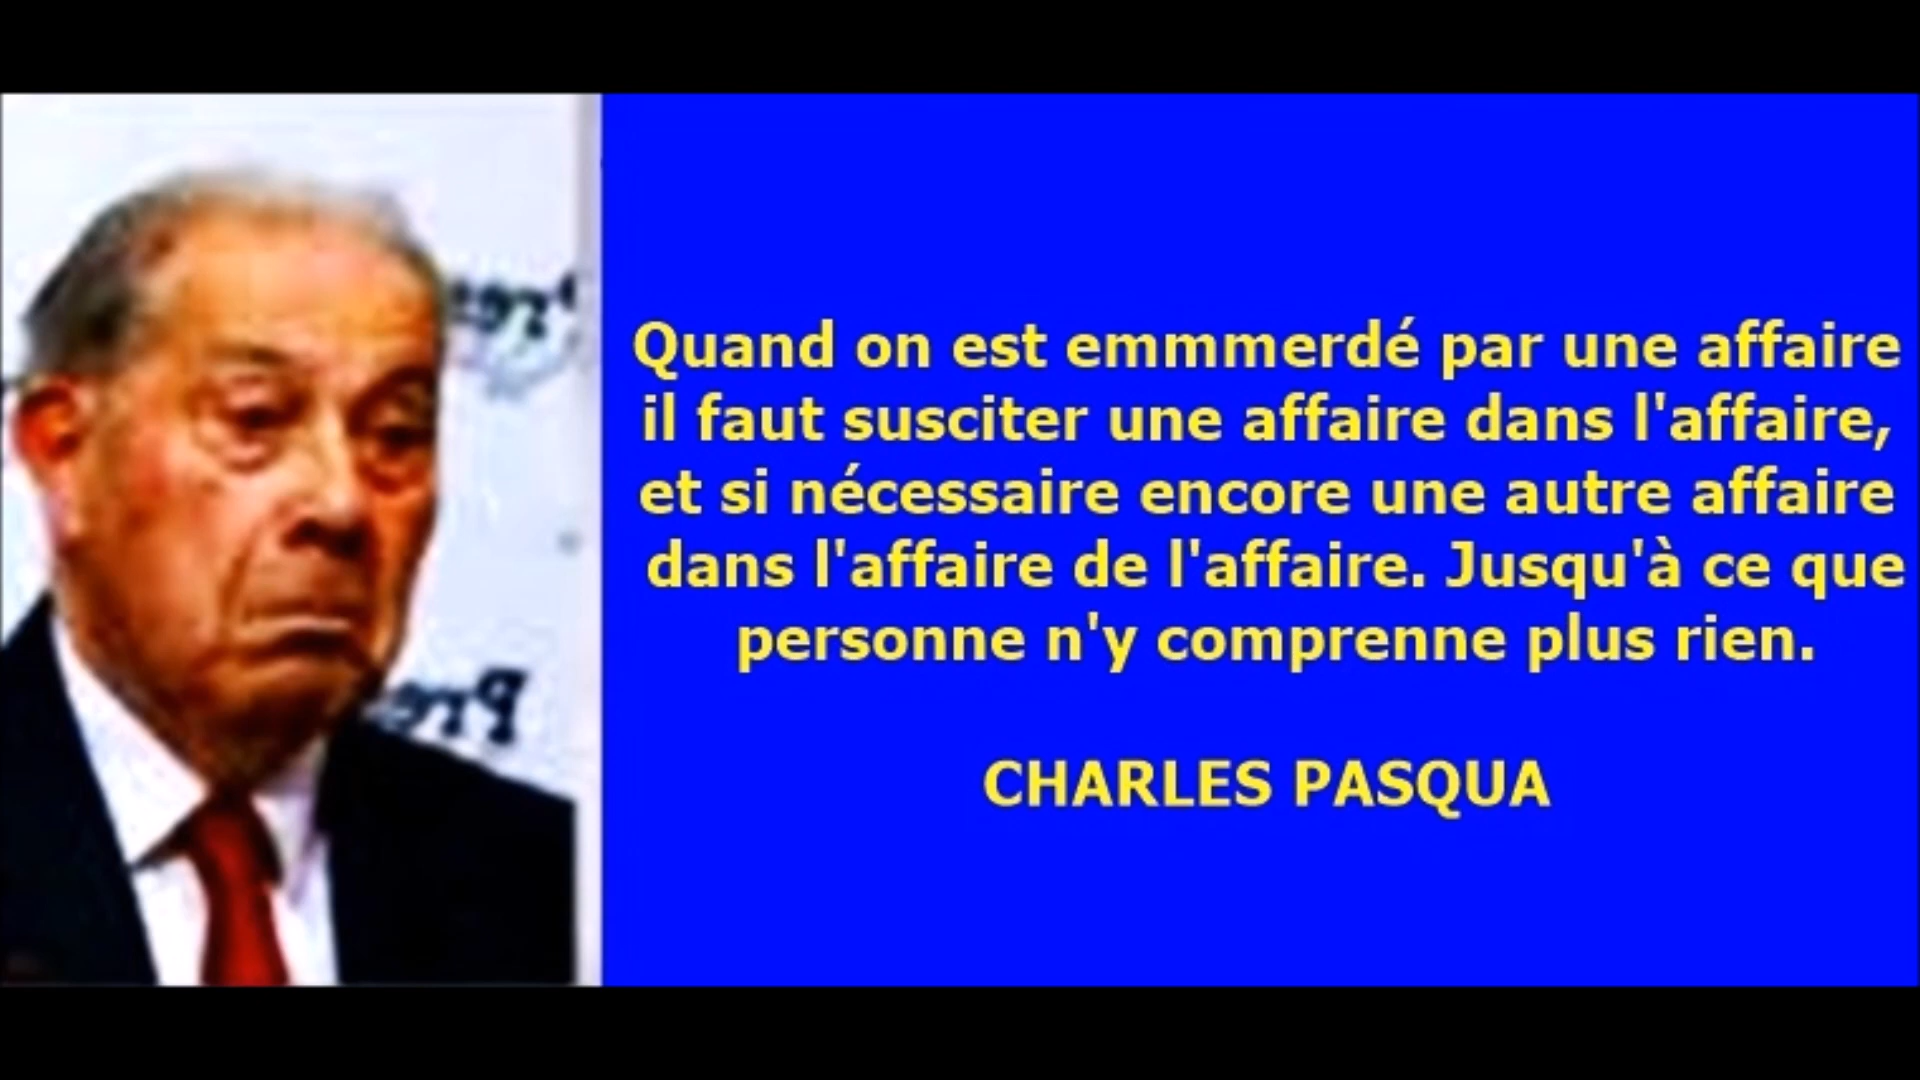 Quand on est emmmerdé par une affaire
il faut susciter une affaire dans l'affaire,
et si nécessaire encore une autre affaire
dans l'affaire de l'affaire. Jusqu'à ce que
personne n'y comprenne plus rien.
CHARLES PASQUA